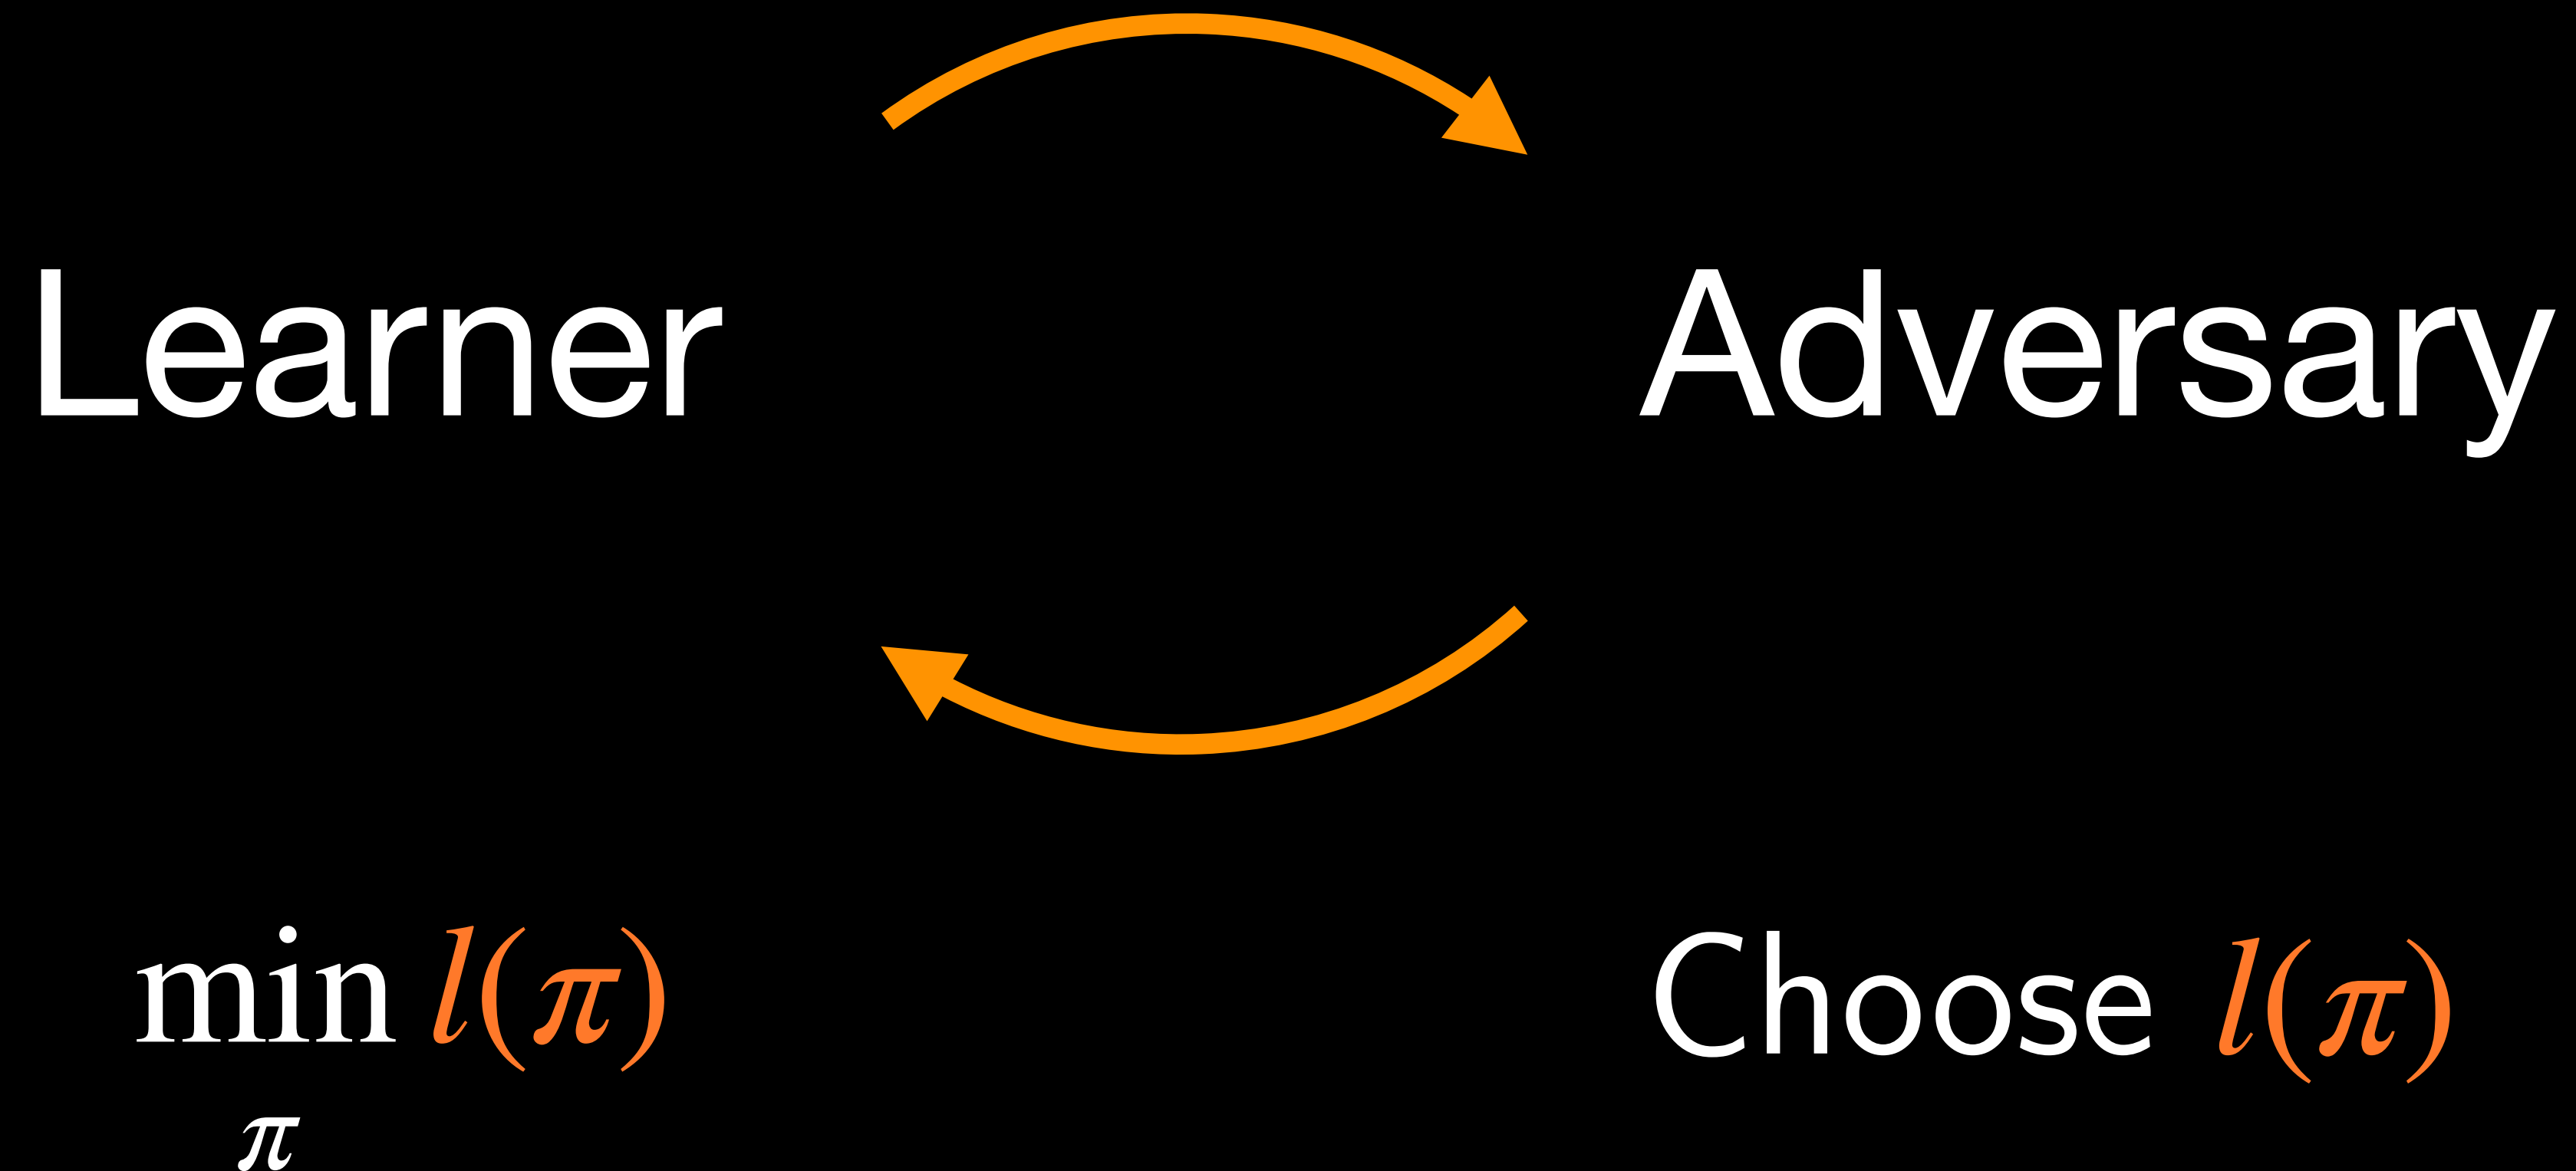 Learner
Adversary
min l(π)
π
Choose l(π)